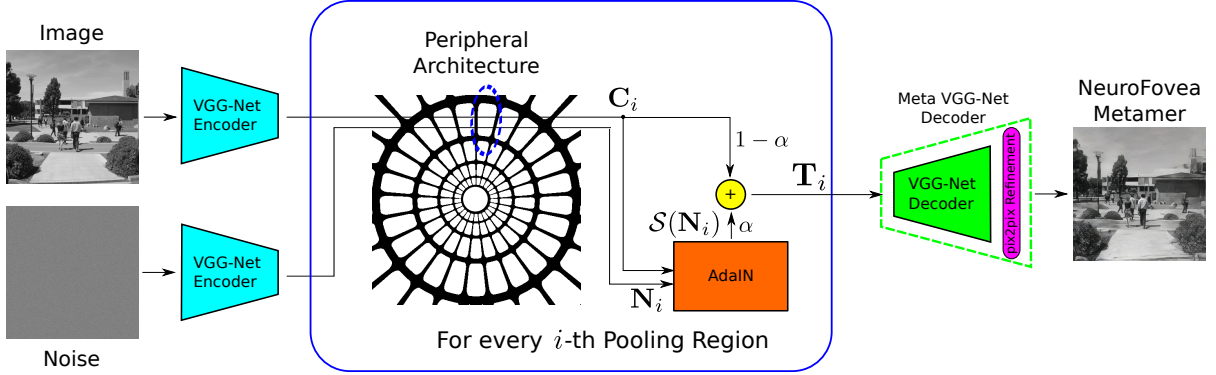 Image
VGG-Net
Encoder
Noise
VGG-Net
Encoder
Peripheral
Architecture
C_i
1 − α
+
T_i
S(N_i)
α
AdaIN
N_i
For every i-th Pooling Region
Meta VGG-Net
Decoder
VGG-Net
Decoder
pix2pix Refinement
NeuroFovea
Metamer